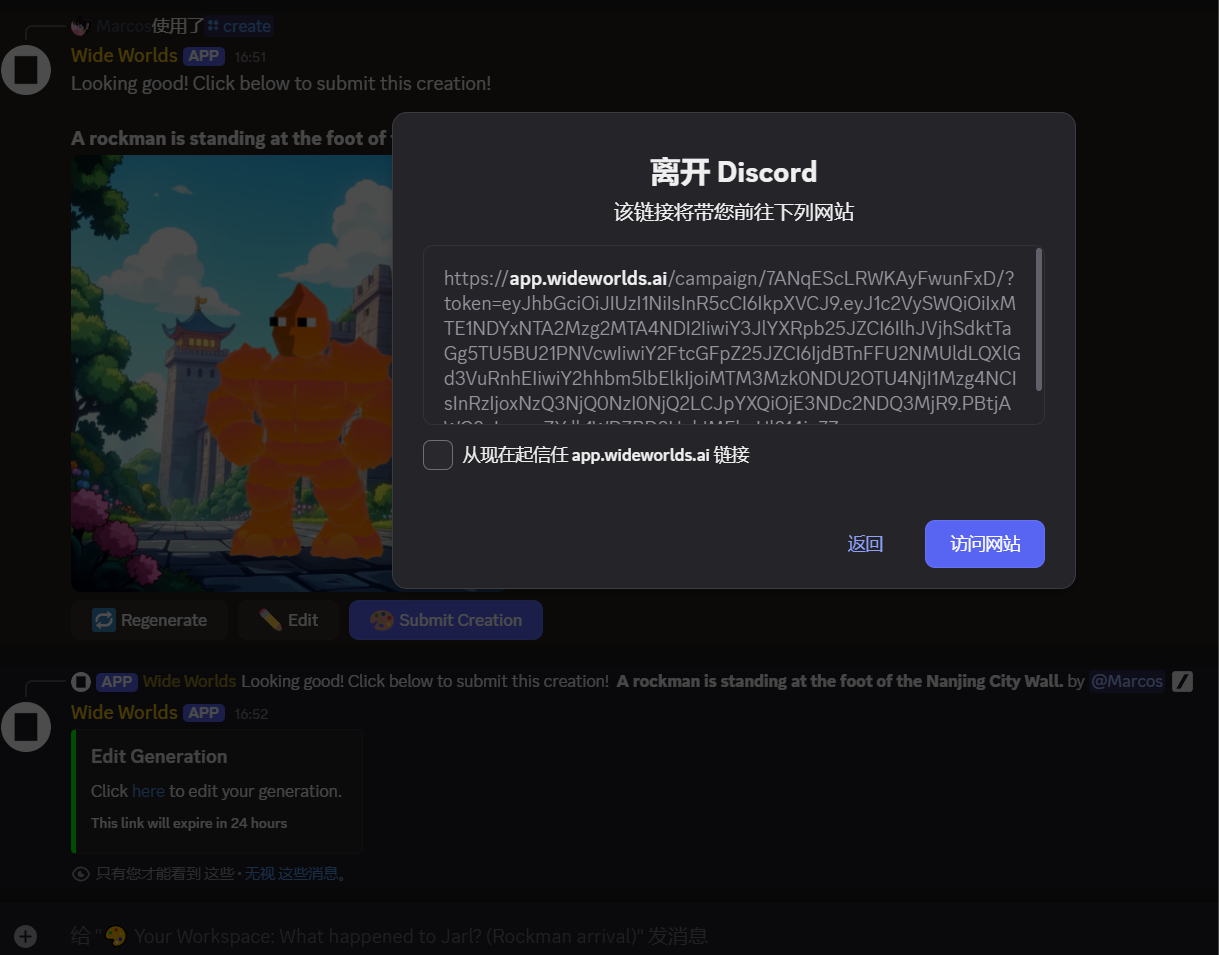 Marcos使用了 create
Wide Worlds APP 16:51
Looking good! Click below to submit this creation!
A rockman is standing at the foot of
离开 Discord
该链接将带您前往下列网站
https://app.wideworlds.ai/campaign/7ANqEScLRWKAyFwunFxD/?
token=eyJhbGciOiJIUzI1NiIsInR5cCI6IkpXVCJ9.eyJ1c2VySWQiOiIxM
TE1NDYxNTA2Mzg2MTA4NDI2IiwiY3JlYXRpb25JZCI6IlhJVjhSdktTa
Gg5TU5BU21PNVcwIiwiY2FtcGFpZ25JZCI6IjdBTnFFU2NMUldLQXlG
d3VuRnhEIiwiY2hhbm5lbElkIjoiMTM3Mzk0NDU2OTU4NjI1Mzg4NCI
sInRzIjoxNzQ3NjQ0NzI0NjQ2LCJpYXQiOjE3NDc2NDQ3MjR9.PBtjA
从现在起信任 app.wideworlds.ai 链接
返回
访问网站
Regenerate
Edit
Submit Creation
APP Wide Worlds Looking good! Click below to submit this creation! A rockman is standing at the foot of the Nanjing City Wall. by @Marcos
Wide Worlds APP 16:52
Edit Generation
Click here to edit your generation.
This link will expire in 24 hours
只有您才能看到 这些 • 无视 这些消息。
给 "🎨 Your Workspace: What happened to Jarl? (Rockman arrival)" 发消息